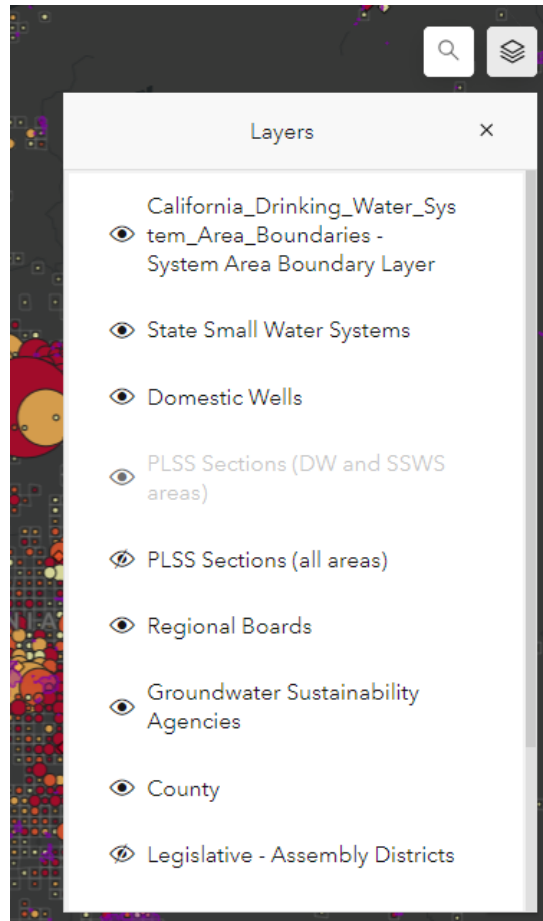 Layers
California_Drinking_Water_Sys
tem_Area_Boundaries -
System Area Boundary Layer
State Small Water Systems
Domestic Wells
PLSS Sections (DW and SSWS
areas)
PLSS Sections (all areas)
Regional Boards
NIA
Groundwater Sustainability
Agencies
County
Legislative - Assembly Districts